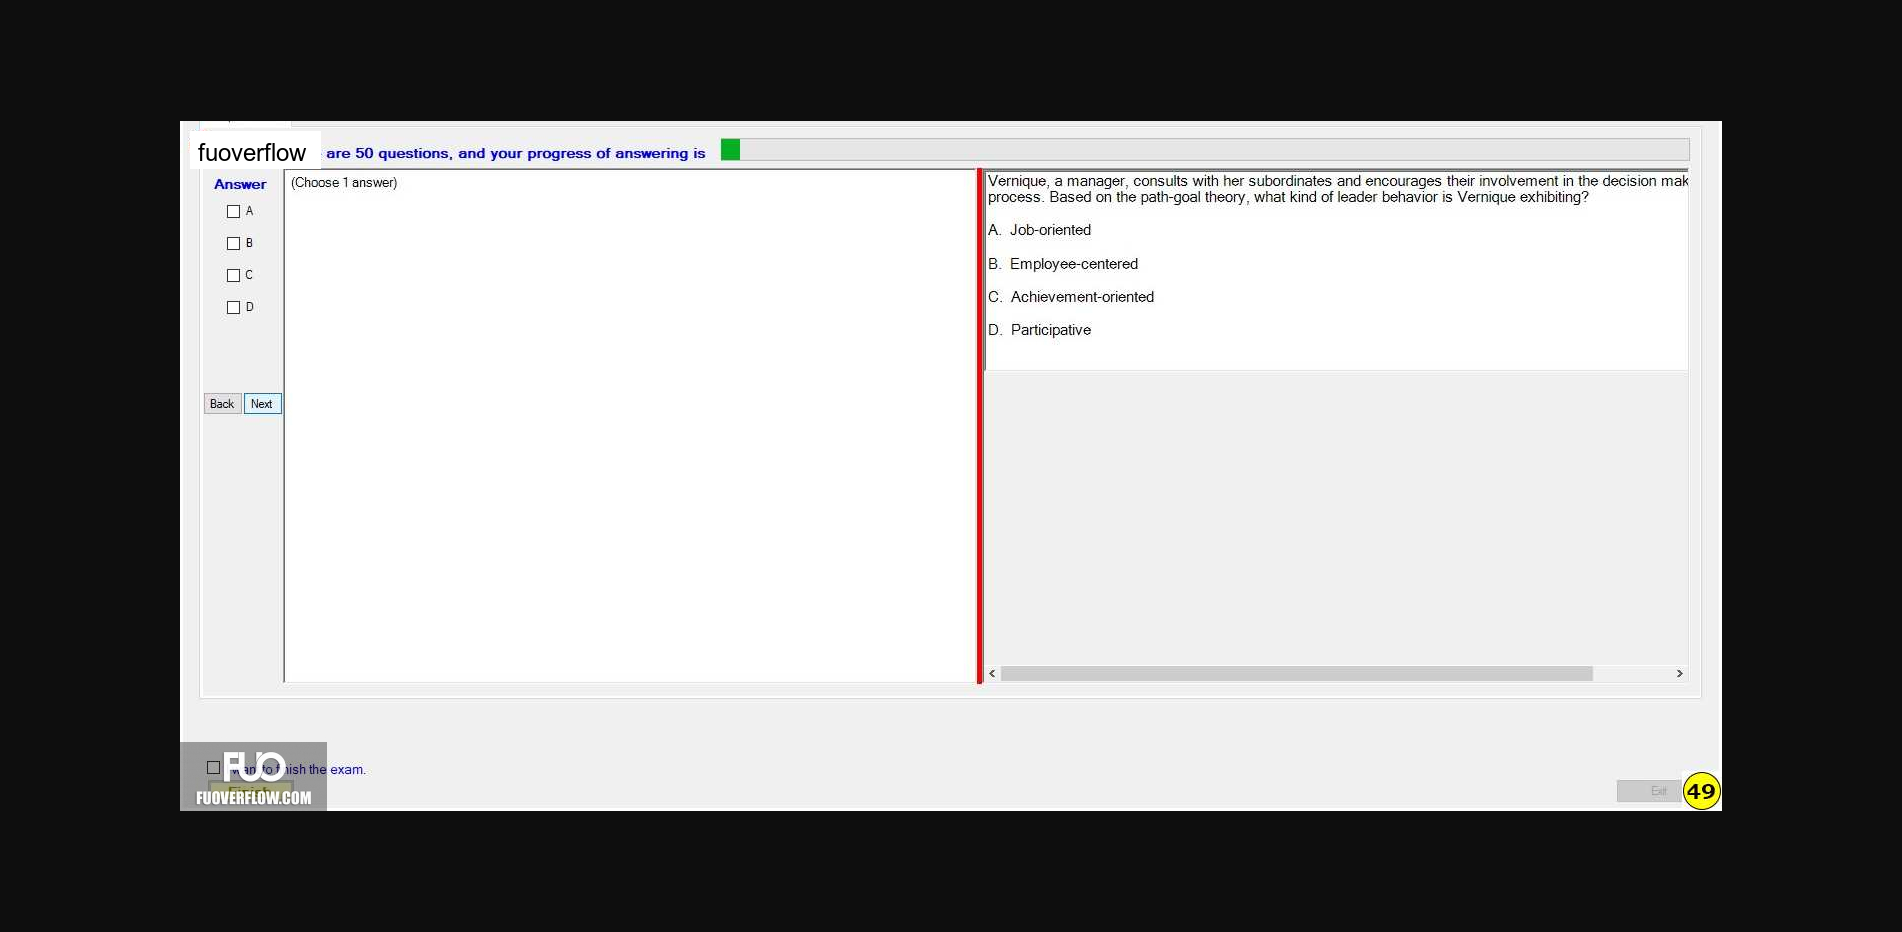 fuoverflow are 50 questions, and your progress of answering is
Answer
(Choose 1 answer)
A
B
C
D
Back Next
Vernique, a manager, consults with her subordinates and encourages their involvement in the decision mak
process. Based on the path-goal theory, what kind of leader behavior is Vernique exhibiting?
A. Job-oriented
B. Employee-centered
C. Achievement-oriented
D. Participative
want to finish the exam.
Finish
FUO
FUOVERFLOW.COM
Exit
49